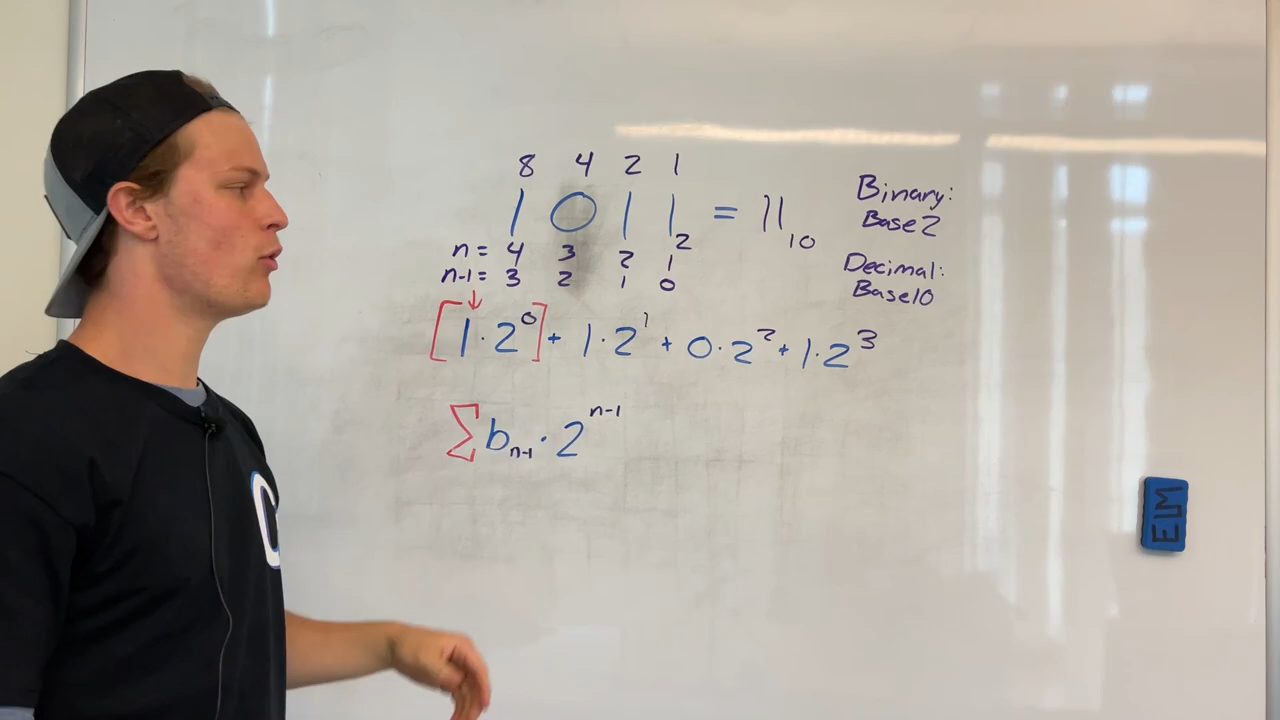 8 4 2 1
1 0 1 1₂ = 11₁₀
n = 4 3 2 1
n-1 = 3 2 1 0
[1·2⁰] + 1·2¹ + 0·2² + 1·2³
∑ bₙ₋₁·2ⁿ⁻¹
Binary:
Base2
Decimal:
Base10
ELM